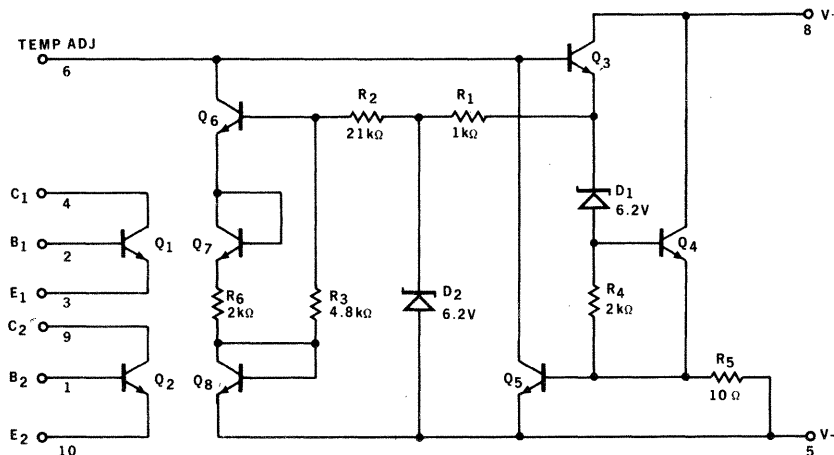 V
8
TEMP ADJ
6
Q3
Q6
R2
21kΩ
R1
1kΩ
C1
4
B1
2
Q1
E1
3
Q7
D1
6.2V
Q4
R6
2kΩ
R3
4.8kΩ
D2
6.2V
R4
2kΩ
C2
9
B2
1
Q2
Q8
Q5
R5
10 Ω
E2
10
V-
5